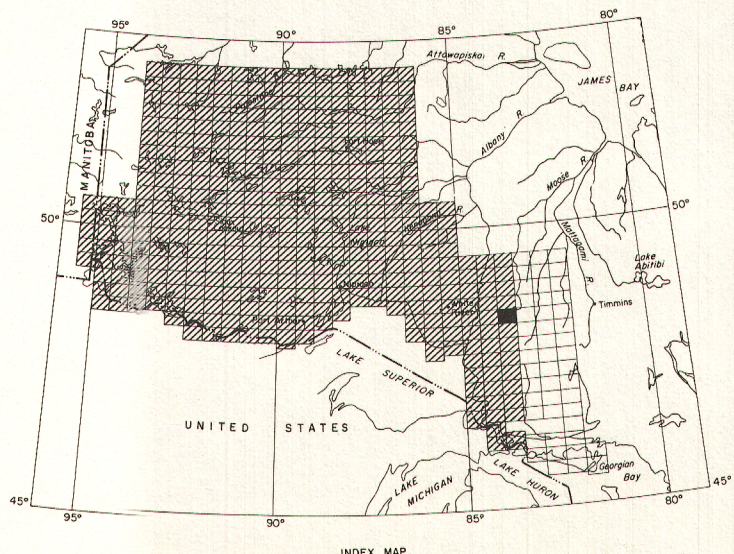 95°
90°
85°
80°
Attawapiskat R.
JAMES BAY
Albany R
MANITOBA
Moose R.
50°
R
50°
Mattagami R
Lake
Nipigon
Lake
Abitibi
White
River
Timmins
Port Arthur
LAKE SUPERIOR
UNITED STATES
LAKE
MICHIGAN
LAKE HURON
Georgian
Bay
45°
95°
90°
85°
80°
45°
INDEX MAP